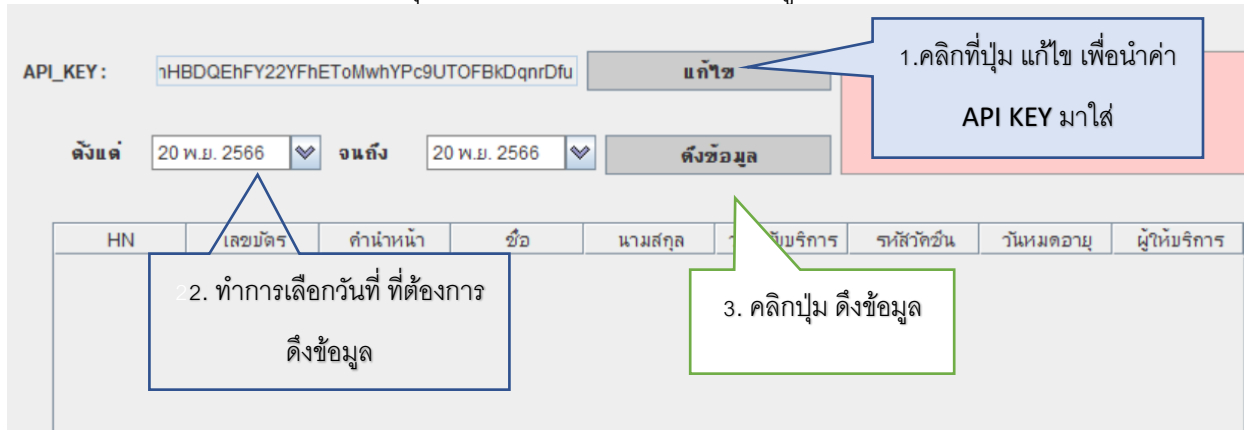 API_KEY :
HBDQEhFY22YFhEToMwhYPc9UTOFBkDqnrDfu
แก้ไข
1.คลิกที่ปุ่ม แก้ไข เพื่อนำค่า
API KEY มาใส่
ตั้งแต่
20 พ.ย. 2566
จนถึง
20 พ.ย. 2566
ดึงข้อมูล
HN
เลขบัตร
คำนำหน้า
ชื่อ
นามสกุล
รหัสวัคซีน
วันหมดอายุ
ผู้ให้บริการ
2. ทำการเลือกวันที่ ที่ต้องการ
ดึงข้อมูล
3. คลิกปุ่ม ดึงข้อมูล